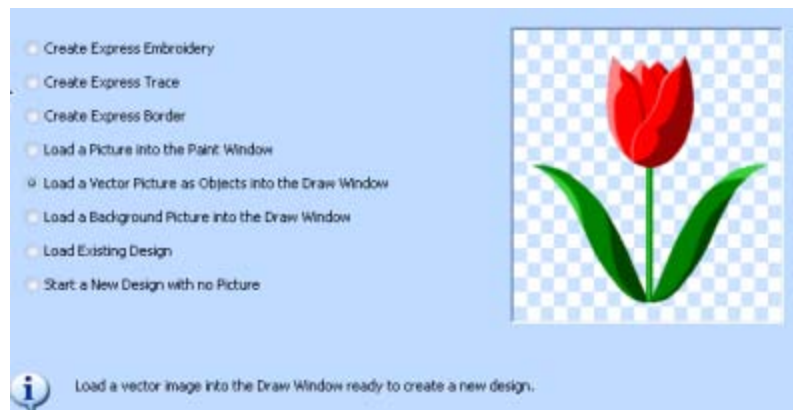 Create Express Embroidery
Create Express Trace
Create Express Border
Load a Picture into the Paint Window
Load a Vector Picture as Objects into the Draw Window
Load a Background Picture into the Draw Window
Load Existing Design
Start a New Design with no Picture
Load a vector image into the Draw Window ready to create a new design.